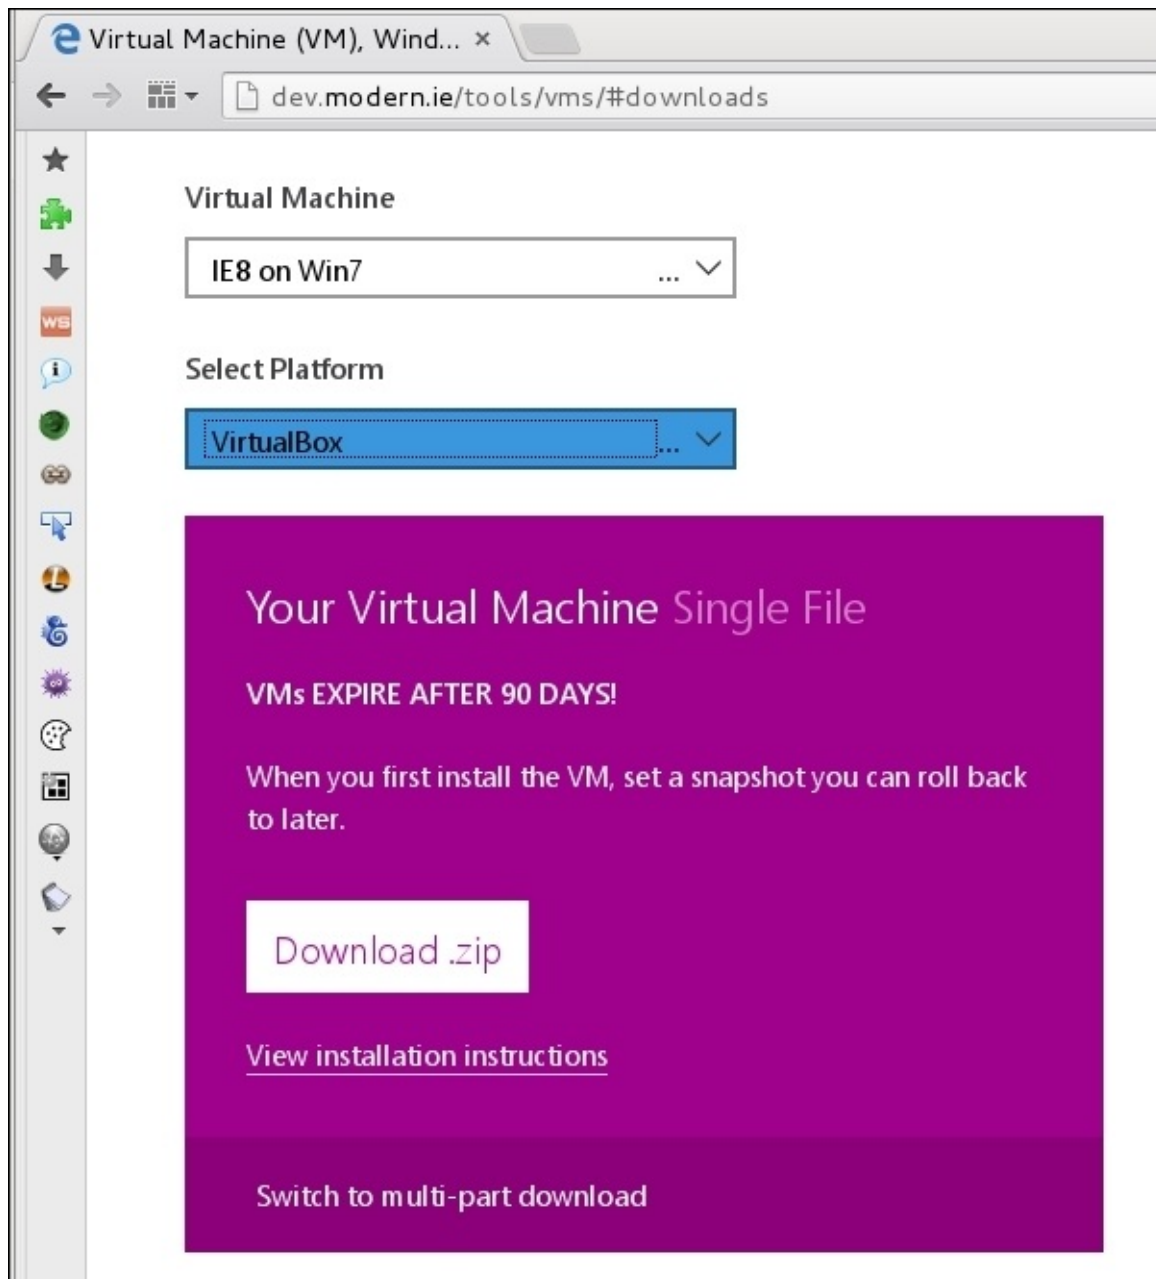 Virtual Machine (VM), Wind... ×
dev.modern.ie/tools/vms/#downloads
Virtual Machine
IE8 on Win7 ...
WS
Select Platform
VirtualBox ...
Your Virtual Machine Single File
VMs EXPIRE AFTER 90 DAYS!
When you first install the VM, set a snapshot you can roll back
to later.
Download .zip
View installation instructions
Switch to multi-part download